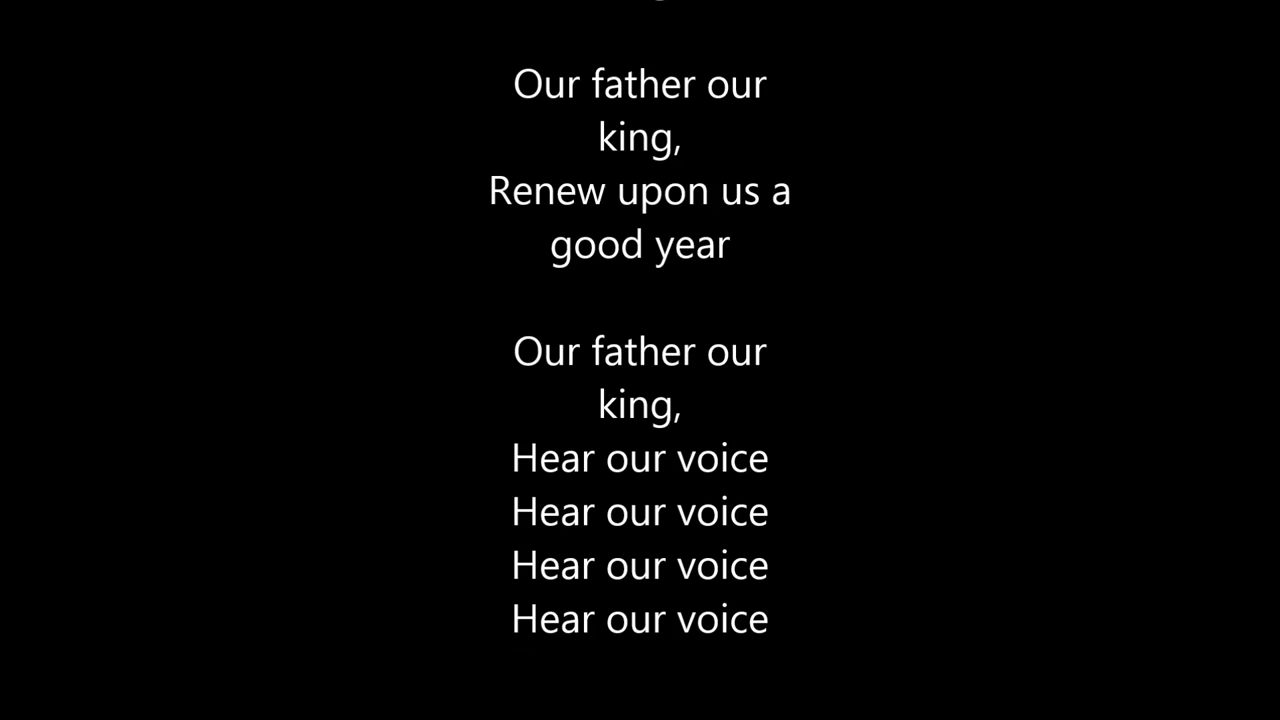 Our father our
king,
Renew upon us a
good year
Our father our
king,
Hear our voice
Hear our voice
Hear our voice
Hear our voice